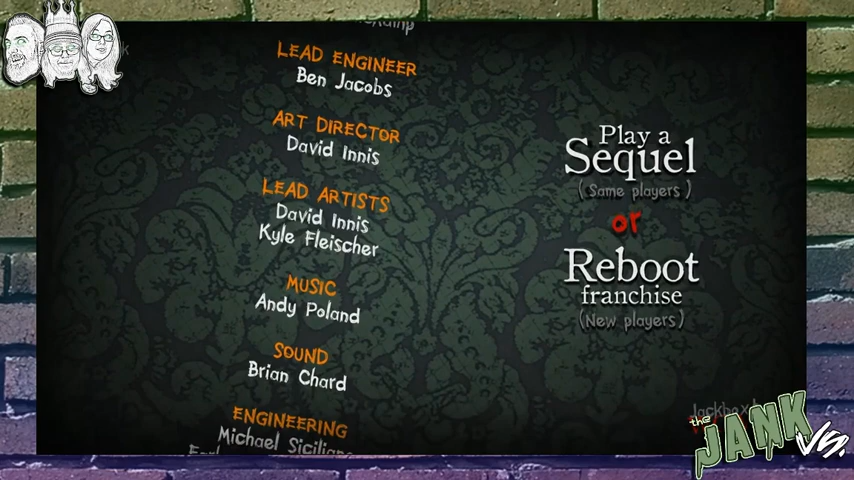 LEAD ENGINEER
Ben Jacobs
ART DIRECTOR
David Innis
LEAD ARTISTS
David Innis
Kyle Fleischer
MUSIC
Andy Poland
SOUND
Brian Chard
ENGINEERING
Play a
Sequel
(Same players)
or
Reboot
franchise
(New players)
the
JANK
VS.